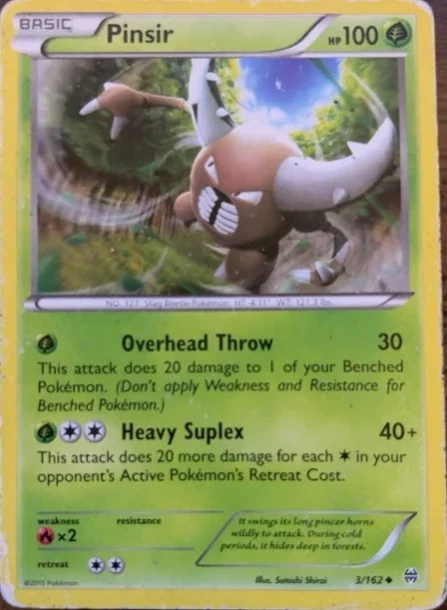 BASIC
Pinsir
HP 100
NO. 127 Stag Beetle Pokémon HT. 4'11" WT. 121.3 lbs.
Overhead Throw 30
This attack does 20 damage to 1 of your Benched
Pokémon. (Don't apply Weakness and Resistance for
Benched Pokémon.)
Heavy Suplex 40+
This attack does 20 more damage for each in your
opponent's Active Pokémon's Retreat Cost.
weakness resistance
×2
retreat
It swings its long pincer horns
wildly to attack. During cold
periods, it hides deep in forests.
©2015 Pokémon
Illus. Satoshi Shirai
3/162